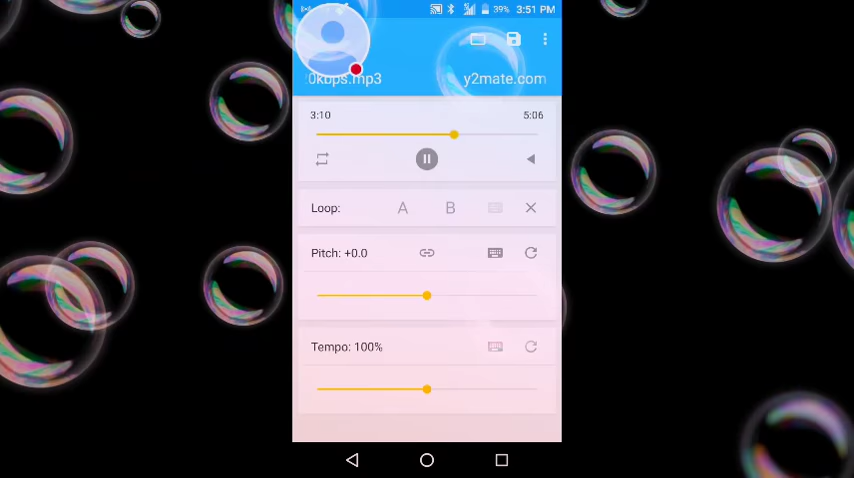 39% 3:51 PM
0kbps.mp3 y2mate.com
3:10 5:06
Loop: A B
Pitch: +0.0
Tempo: 100%